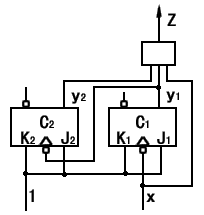 Z
y₂ y₁
C₂ C₁
K₂ J₂ K₁ J₁
1 x